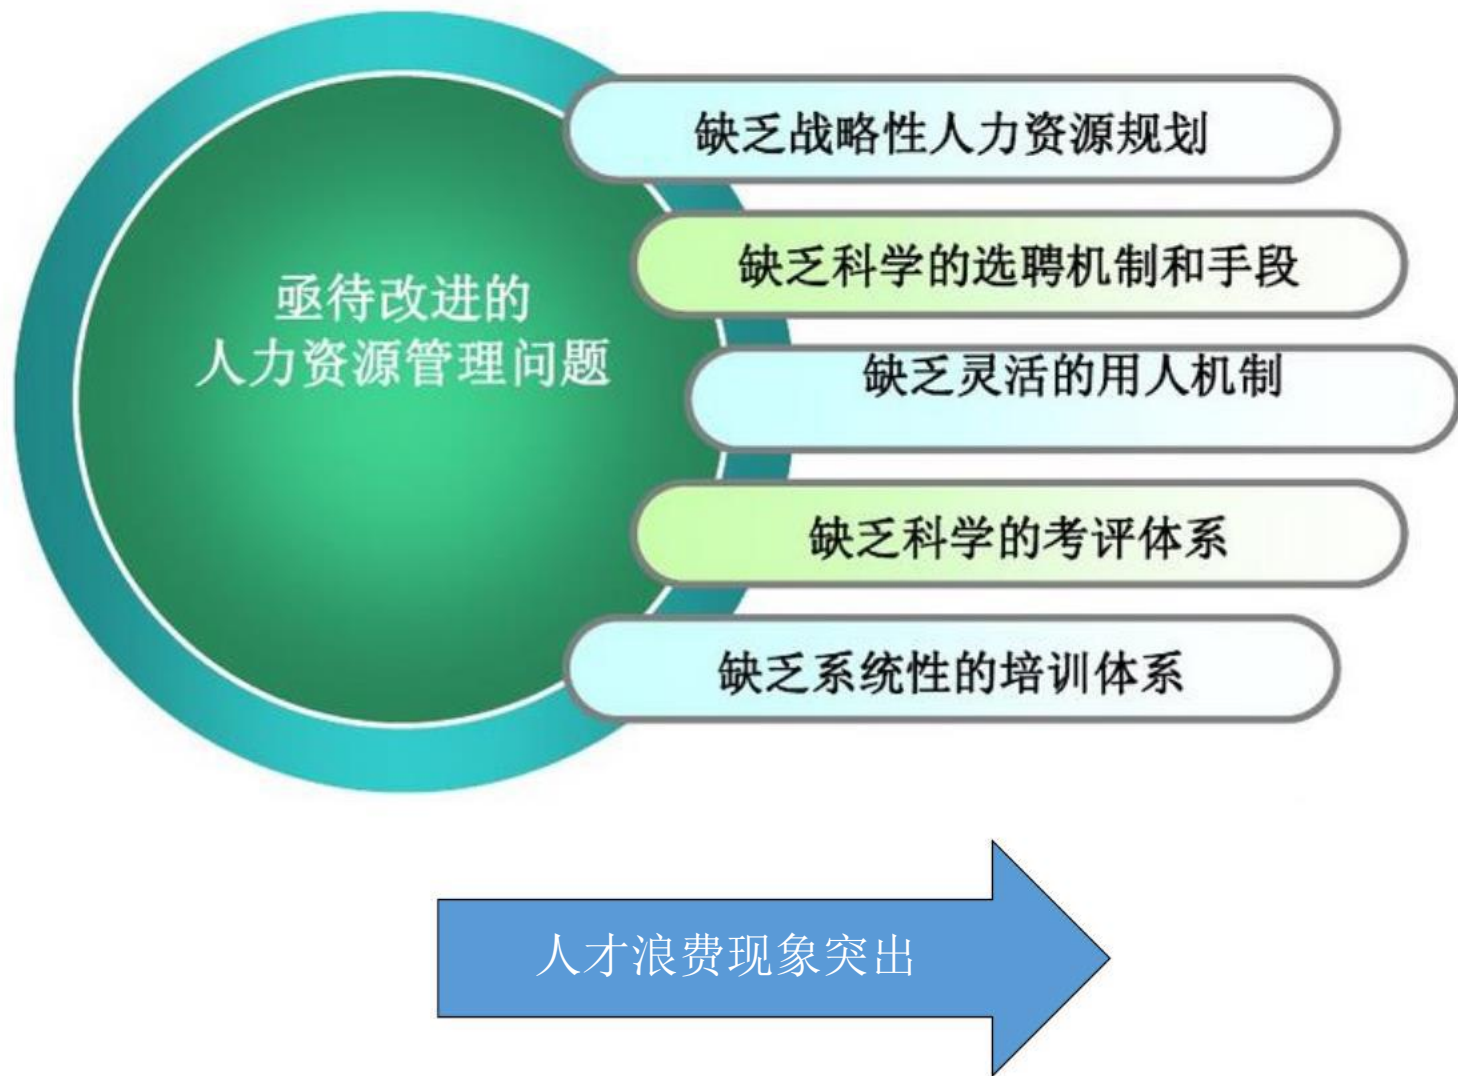 缺乏战略性人力资源规划
缺乏科学的选聘机制和手段
亟待改进的
人力资源管理问题
缺乏灵活的用人机制
缺乏科学的考评体系
缺乏系统性的培训体系
人才浪费现象突出